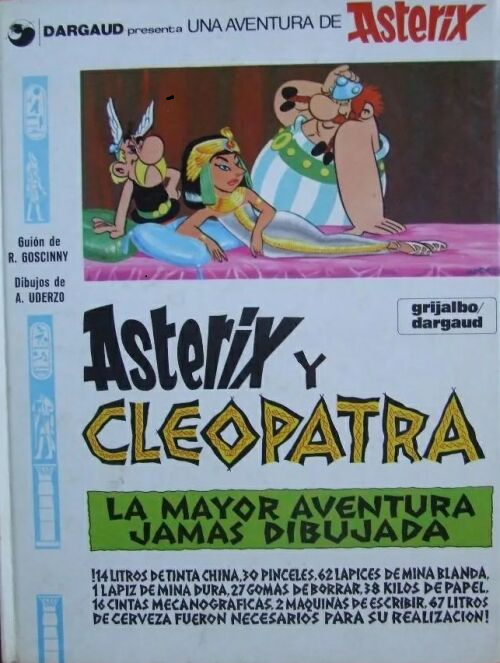 DARGAUD presenta UNA AVENTURA DE Asterix
Guión de
R. GOSCINNY
Dibujos de
A. UDERZO
grijalbo/
dargaud
Asterix Y
CLEOPATRA
LA MAYOR AVENTURA
JAMAS DIBUJADA
!14 LITROS DE TINTA CHINA, 30 PINCELES, 62 LAPICES DE MINA BLANDA,
1 LAPIZ DE MINA DURA, 27 GOMAS DE BORRAR, 38 KILOS DE PAPEL,
16 CINTAS MECANOGRAFICAS, 2 MAQUINAS DE ESCRIBIR, 67 LITROS
DE CERVEZA FUERON NECESARIOS PARA SU REALIZACION!